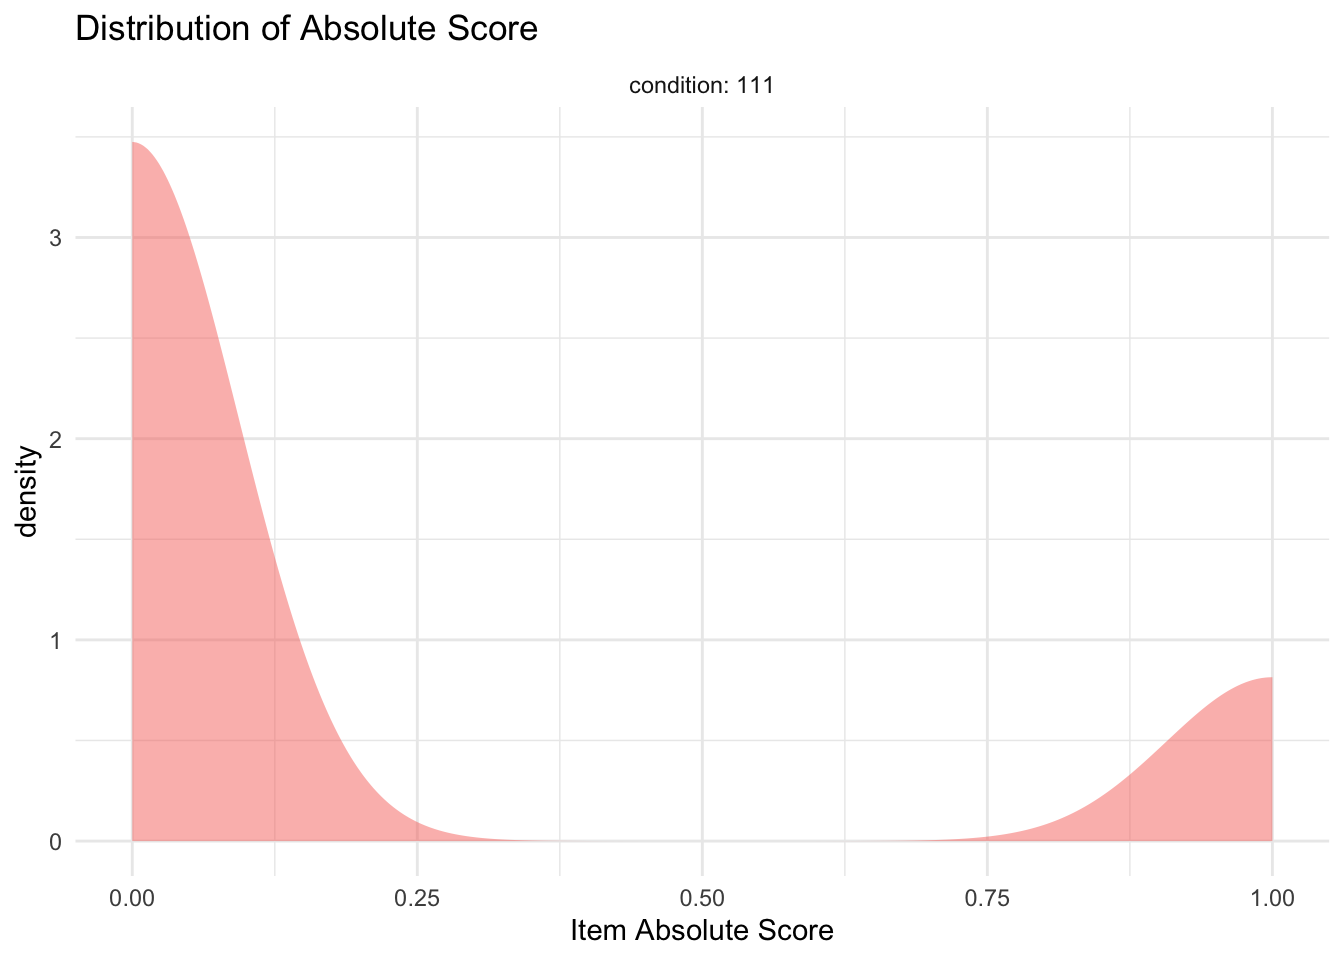 Distribution of Absolute Score
condition: 111
3
2
1
0
density
0.00 0.25 0.50 0.75 1.00
Item Absolute Score